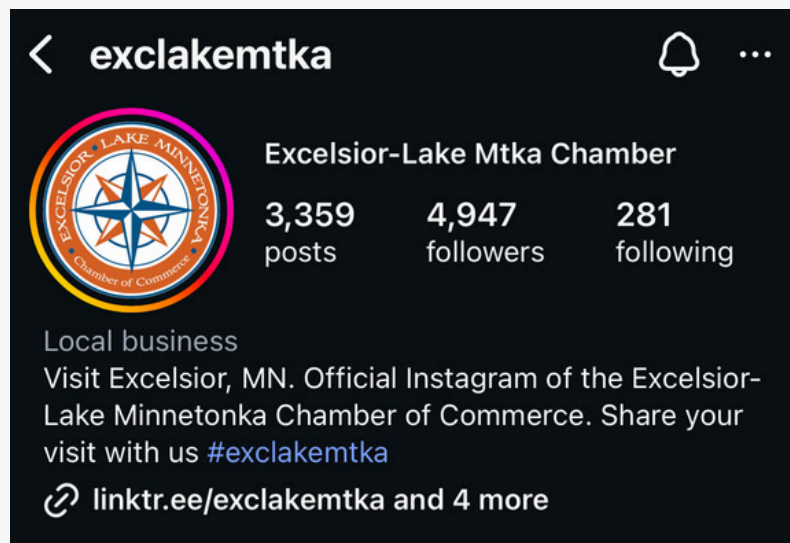 exclakemtka
EXCELSIOR • LAKE MINNETONKA
Chamber of Commerce
Excelsior-Lake Mtka Chamber
3,359 4,947 281
posts followers following
Local business
Visit Excelsior, MN. Official Instagram of the Excelsior-
Lake Minnetonka Chamber of Commerce. Share your
visit with us #exclakemtka
linktr.ee/exclakemtka and 4 more